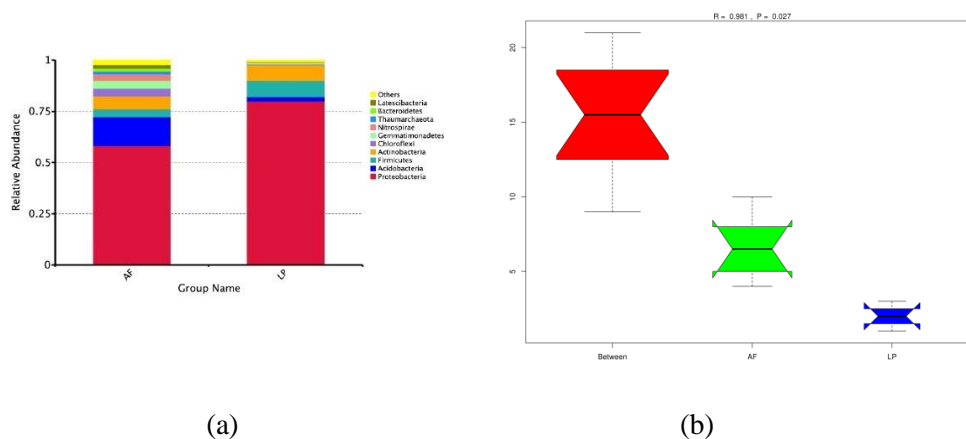 Relative Abundance
1
0.75
0.5
0.25
0
AF
LP
Group Name
Others
Latescibacteria
Bacteroidetes
Thaumarchaeota
Nitrospirae
Gemmatimonadetes
Chloroflexi
Actinobacteria
Firmicutes
Acidobacteria
Proteobacteria
(a)
R = 0.981 , P = 0.027
20
15
10
5
Between
AF
LP
(b)